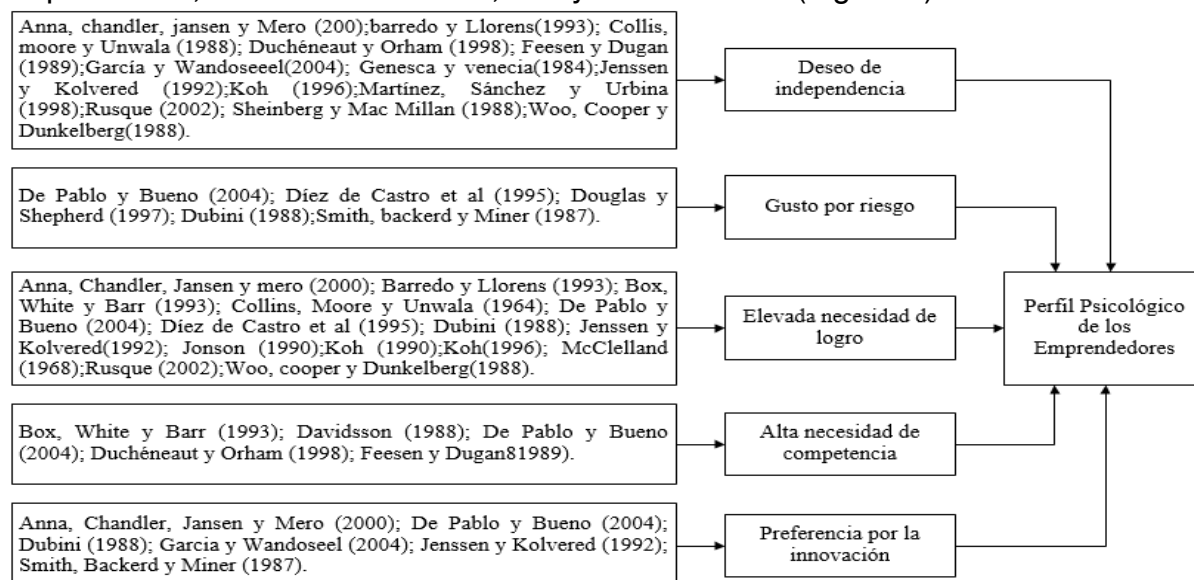 Anna, chandler, jansen y Mero (200);barredo y Llorens(1993); Collis,
moore y Unwala (1988); Duchéneaut y Orham (1998); Feesen y Dugan
(1989);García y Wandoseeel(2004); Genesca y venecia(1984);Jenssen
y Kolvered (1992);Koh (1996);Martínez, Sánchez y Urbina
(1998);Rusque (2002); Sheinberg y Mac Millan (1988);Woo, Cooper y
Dunkelberg(1988).
Deseo de
independencia
De Pablo y Bueno (2004); Díez de Castro et al (1995); Douglas y
Shepherd (1997); Dubini (1988);Smith, backerd y Miner (1987).
Gusto por riesgo
Anna, Chandler, Jansen y mero (2000); Barredo y Llorens (1993); Box,
White y Barr (1993); Collins, Moore y Unwala (1964); De Pablo y
Bueno (2004); Díez de Castro et al (1995); Dubini (1988); Jenssen y
Kolvered(1992); Jonson (1990);Koh (1990);Koh(1996); McClelland
(1968);Rusque (2002);Woo, cooper y Dunkelberg(1988).
Elevada necesidad de
logro
Perfil Psicológico
de los
Emprendedores
Box, White y Barr (1993); Davidsson (1988); De Pablo y Bueno
(2004); Duchéneaut y Orham (1998); Feesen y Dugan81989).
Alta necesidad de
competencia
Anna, Chandler, Jansen y Mero (2000); De Pablo y Bueno (2004);
Dubini (1988); Garcia y Wandoseel (2004); Jenssen y Kolvered (1992);
Smith, Backerd y Miner (1987).
Preferencia por la
innovación